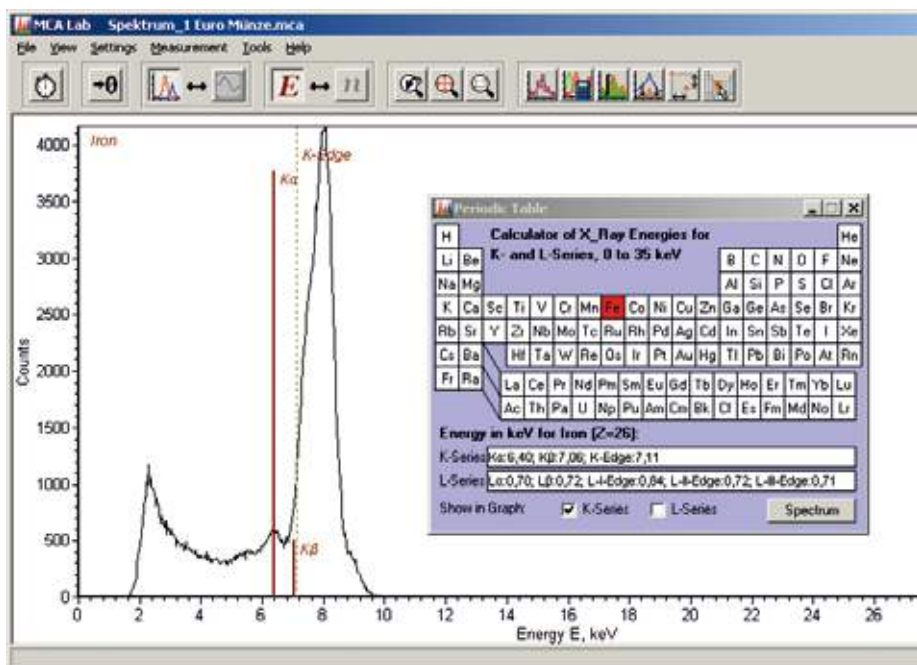 MCA Lab Spektrum_1 Euro Münze.mca
File View Settings Measurement Tools Help
→0 E ↔ n
Iron
K-Edge
Kα
Kβ
4000
3500
3000
2500
2000
1500
1000
500
0
Counts
0 2 4 6 8 10 12 14 16 18 20 22 24 26
Energy E, keV
Periodic Table
Calculator of X_Ray Energies for
K- and L-Series, 0 to 35 keV
H He
Li Be B C N O F Ne
Na Mg Al Si P S Cl Ar
K Ca Sc Ti V Cr Mn Fe Co Ni Cu Zn Ga Ge As Se Br Kr
Rb Sr Y Zr Nb Mo Tc Ru Rh Pd Ag Cd In Sn Sb Te I Xe
Cs Ba Hf Ta W Re Os Ir Pt Au Hg Tl Pb Bi Po At Rn
Fr Ra La Ce Pr Nd Pm Sm Eu Gd Tb Dy Ho Er Tm Yb Lu
Ac Th Pa U Np Pu Am Cm Bk Cf Es Fm Md No Lr
Energy in keV for Iron (Z=26):
K-Series Kα:6,40; Kβ:7,06; K-Edge:7,11
L-Series Lα:0,70; Lβ:0,72; L-I-Edge:0,84; L-II-Edge:0,72; L-III-Edge:0,71
Show in Graph: K-Series L-Series Spectrum